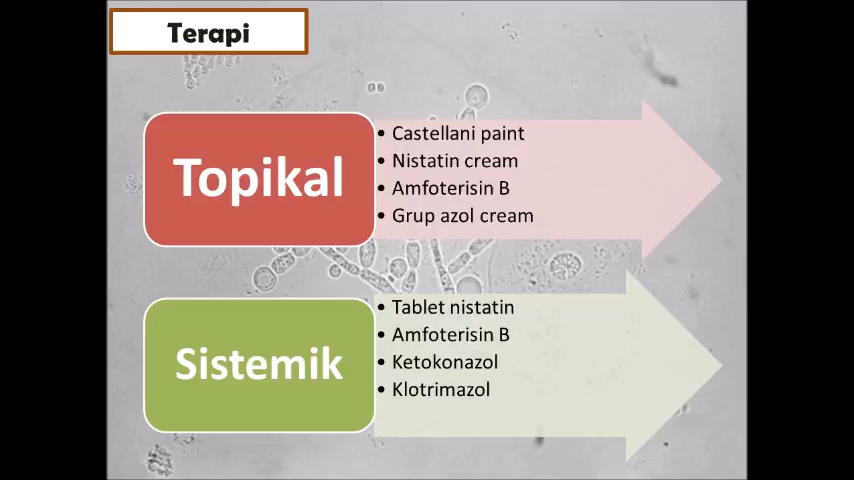 Terapi
Topikal
• Castellani paint
• Nistatin cream
• Amfoterisin B
• Grup azol cream
Sistemik
• Tablet nistatin
• Amfoterisin B
• Ketokonazol
• Klotrimazol